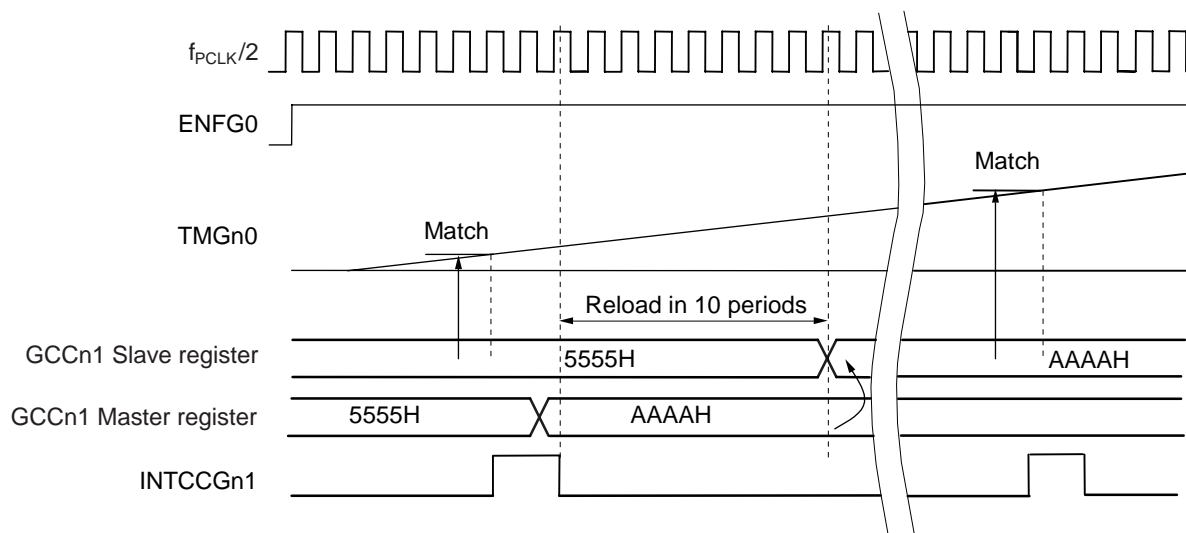 fPCLK/2
ENFG0
Match
TMGn0
Match
Reload in 10 periods
GCCn1 Slave register
5555H
AAAAH
GCCn1 Master register
5555H
AAAAH
INTCCGn1